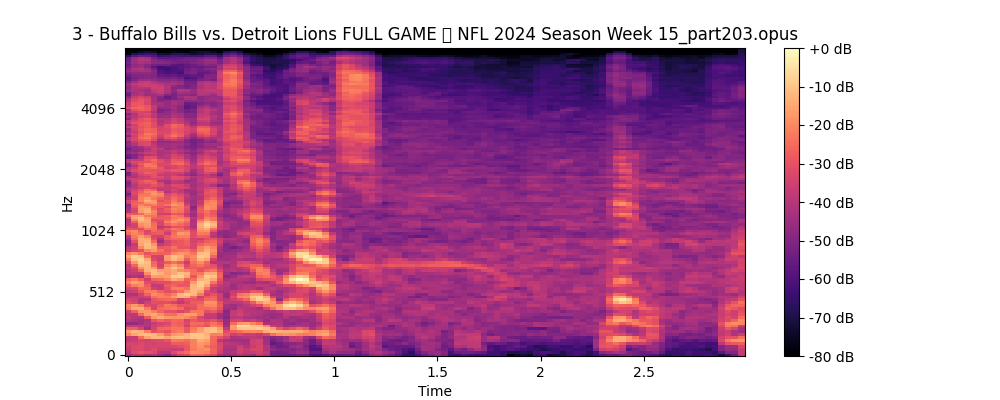 3 - Buffalo Bills vs. Detroit Lions FULL GAME ▯ NFL 2024 Season Week 15_part203.opus
Hz
4096
2048
1024
512
0
0 0.5 1 1.5 2 2.5
Time
+0 dB
-10 dB
-20 dB
-30 dB
-40 dB
-50 dB
-60 dB
-70 dB
-80 dB